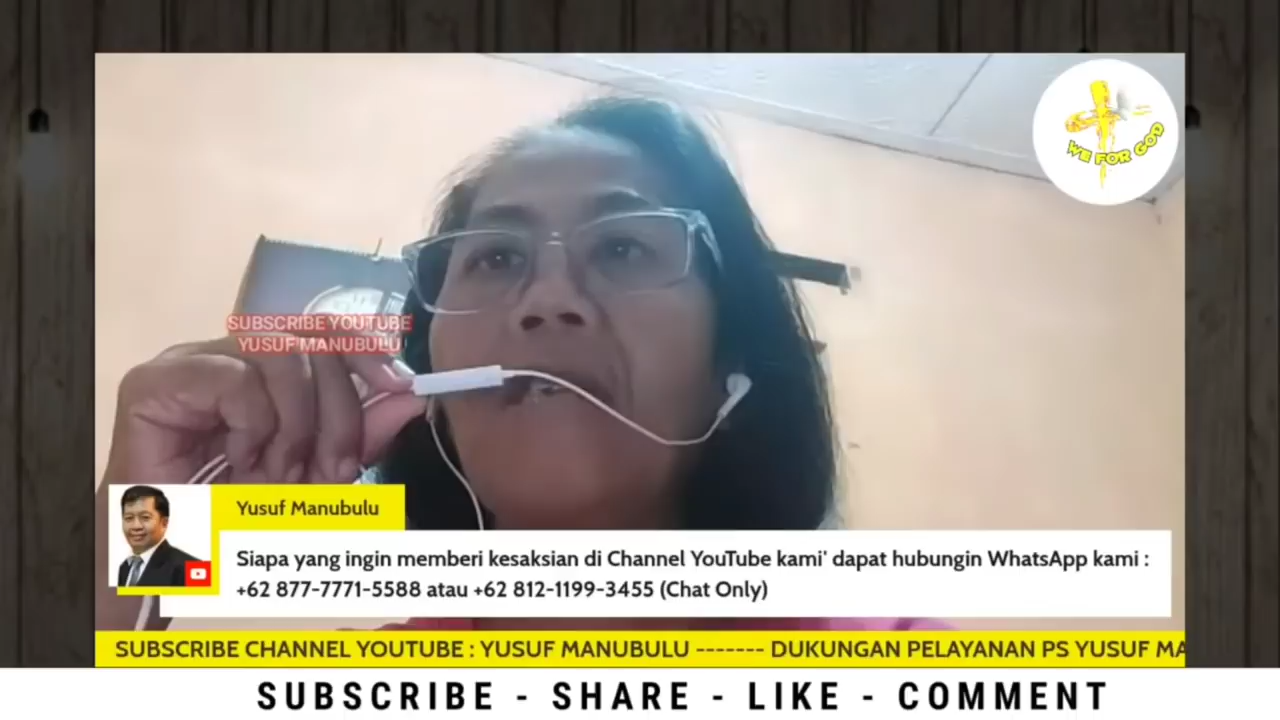 WE FOR GOD
SUBSCRIBE YOUTUBE
YUSUF MANUBULU
Yusuf Manubulu
Siapa yang ingin memberi kesaksian di Channel YouTube kami' dapat hubungin WhatsApp kami :
+62 877-7771-5588 atau +62 812-1199-3455 (Chat Only)
SUBSCRIBE CHANNEL YOUTUBE : YUSUF MANUBULU ------- DUKUNGAN PELAYANAN PS YUSUF MA
SUBSCRIBE - SHARE - LIKE - COMMENT